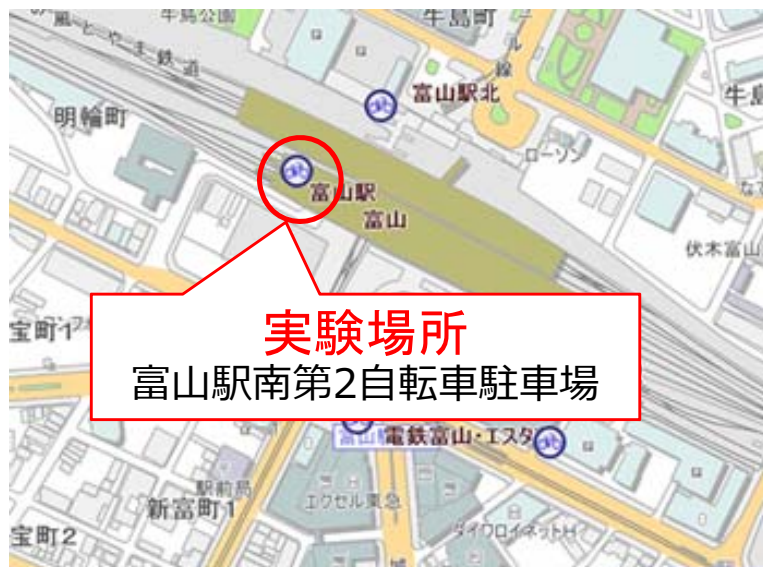 牛島公園
牛島町
風とやま鉄道
線
富山駅北
牛島
明輪町
ローソン
富山駅
富山
伏木富山
実験場所
富山駅南第2自転車駐車場
宝町1
電鉄富山・エスタ
駅前局
新富町1
エクセル東急
ダイワロイネットH
宝町2